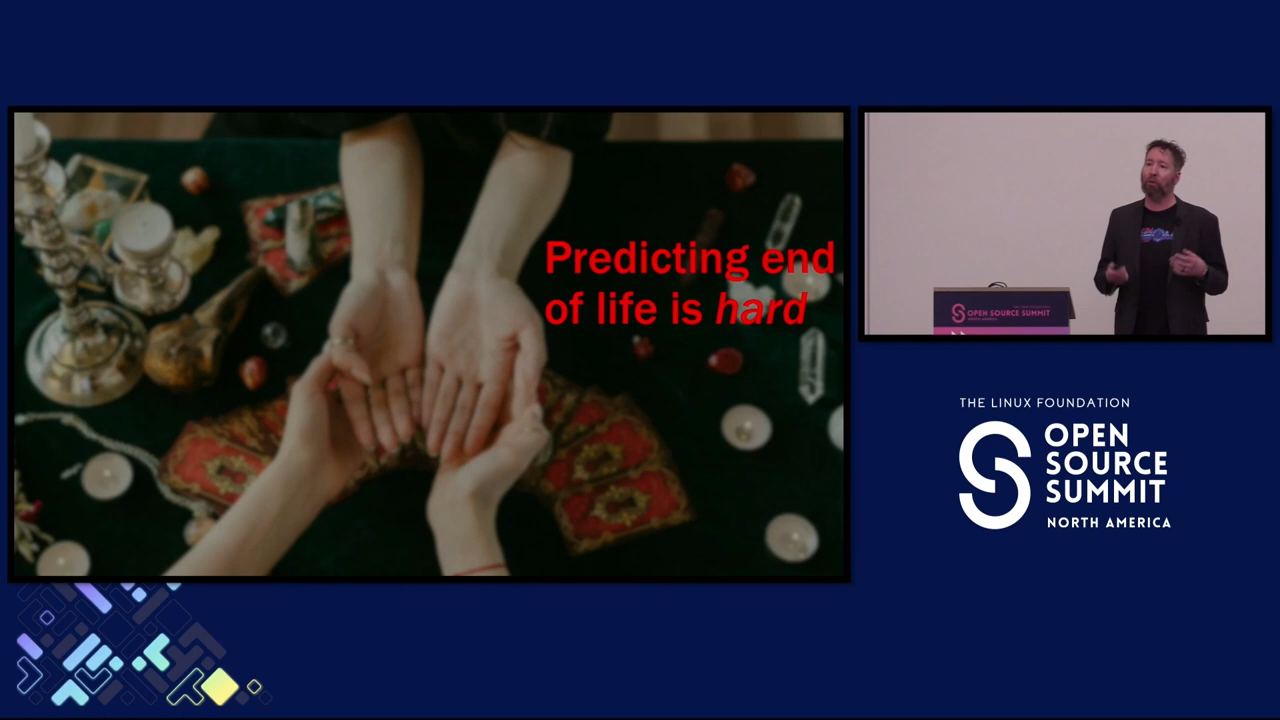 Predicting end
of life is hard
OPEN SOURCE SUMMIT
THE LINUX FOUNDATION
OPEN
SOURCE
SUMMIT
NORTH AMERICA